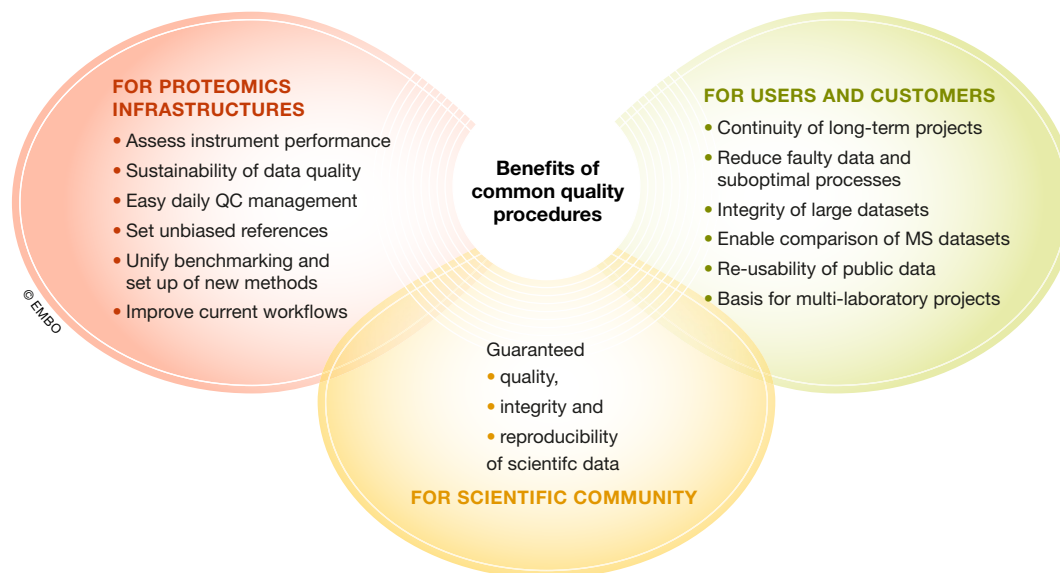 FOR PROTEOMICS
INFRASTRUCTURES
• Assess instrument performance
• Sustainability of data quality
• Easy daily QC management
• Set unbiased references
• Unify benchmarking and
set up of new methods
• Improve current workflows
© EMBO
Benefits of
common quality
procedures
FOR USERS AND CUSTOMERS
• Continuity of long-term projects
• Reduce faulty data and
suboptimal processes
• Integrity of large datasets
• Enable comparison of MS datasets
• Re-usability of public data
• Basis for multi-laboratory projects
Guaranteed
• quality,
• integrity and
• reproducibility
of scientifc data
FOR SCIENTIFIC COMMUNITY